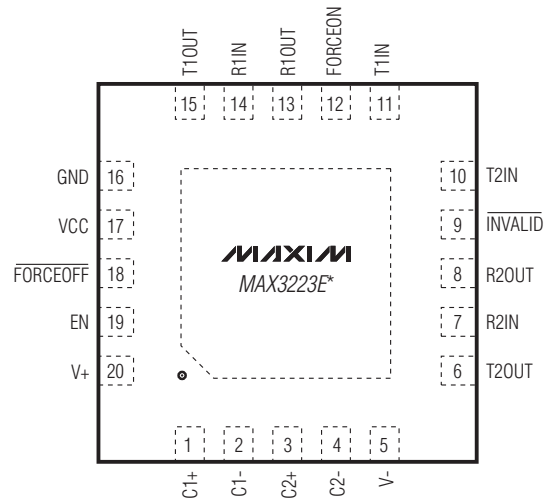 T1OUT
R1IN
R1OUT
FORCEON
T1IN
15
14
13
12
11
GND 16
10 T2IN
VCC 17
9 INVALID
FORCEOFF 18
8 R2OUT
EN 19
7 R2IN
V+ 20
6 T2OUT
MAXIM
MAX3223E*
1
2
3
4
5
C1+
C1-
C2+
C2-
V-